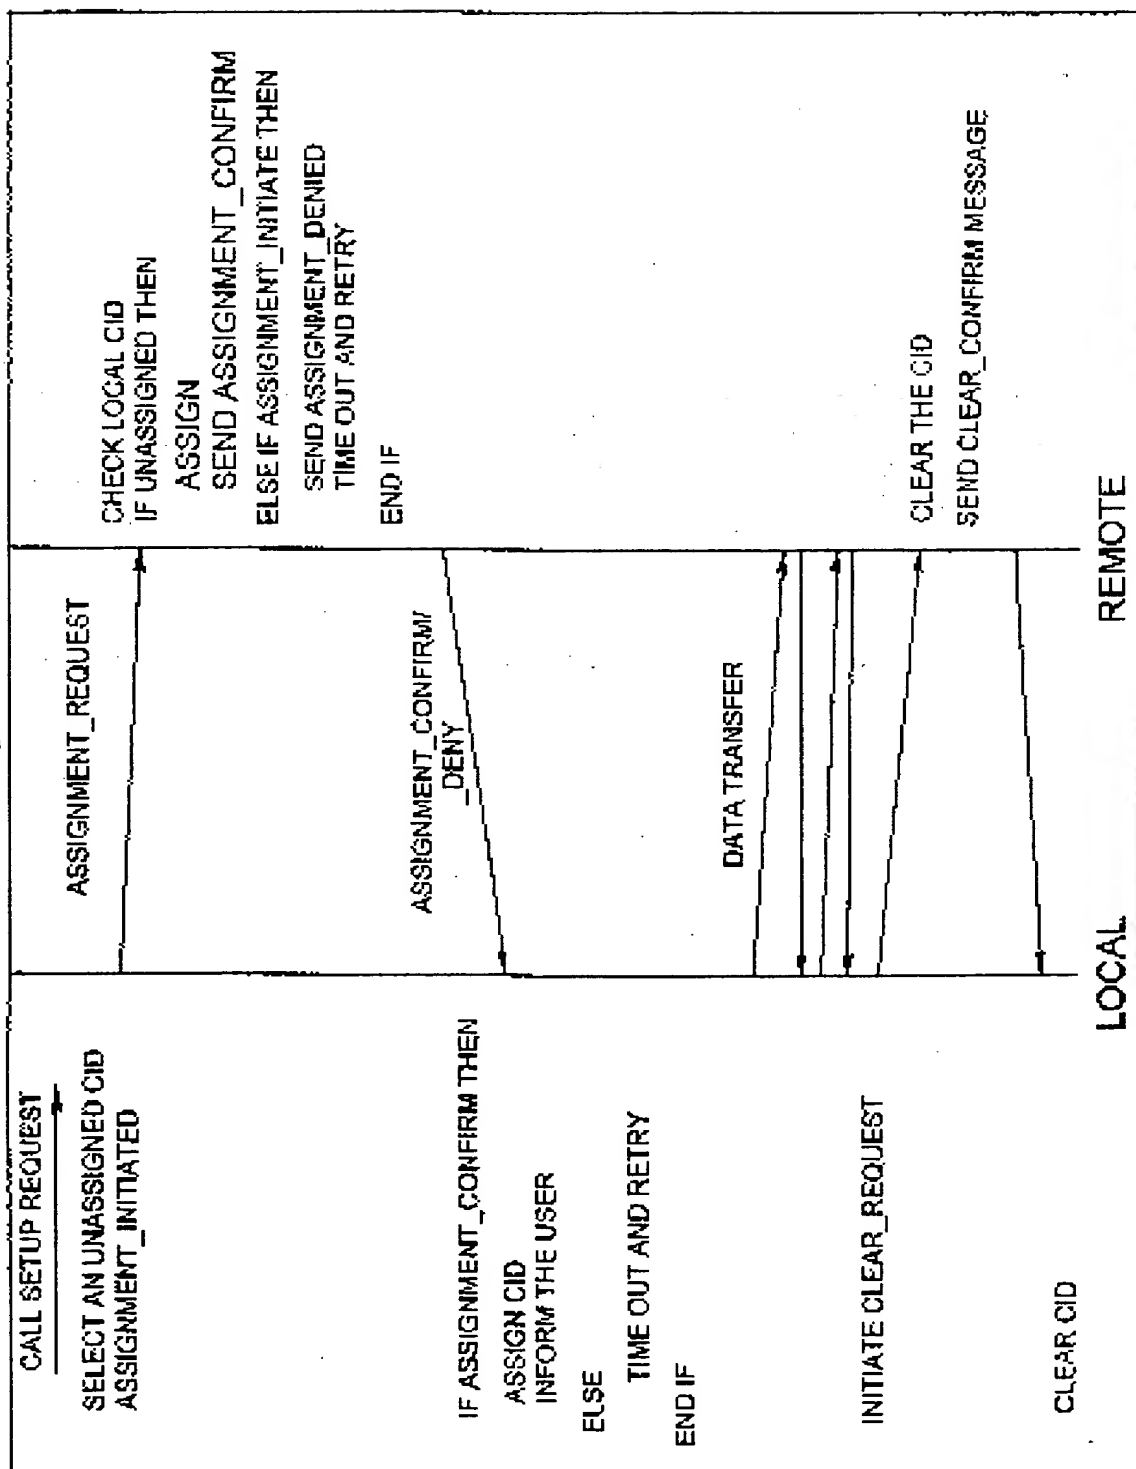 CALL SETUP REQUEST
SELECT AN UNASSIGNED CID
ASSIGNMENT_INITIATED
ASSIGNMENT_REQUEST
CHECK LOCAL CID
IF UNASSIGNED THEN
ASSIGN
SEND ASSIGNMENT_CONFIRM
ELSE IF ASSIGNMENT_INITIATE THEN
SEND ASSIGNMENT_DENIED
TIME OUT AND RETRY
END IF
ASSIGNMENT_CONFIRM/
_DENY
IF ASSIGNMENT_CONFIRM THEN
ASSIGN CID
INFORM THE USER
ELSE
TIME OUT AND RETRY
END IF
DATA TRANSFER
INITIATE CLEAR_REQUEST
CLEAR THE CID
SEND CLEAR_CONFIRM MESSAGE
CLEAR CID
LOCAL
REMOTE